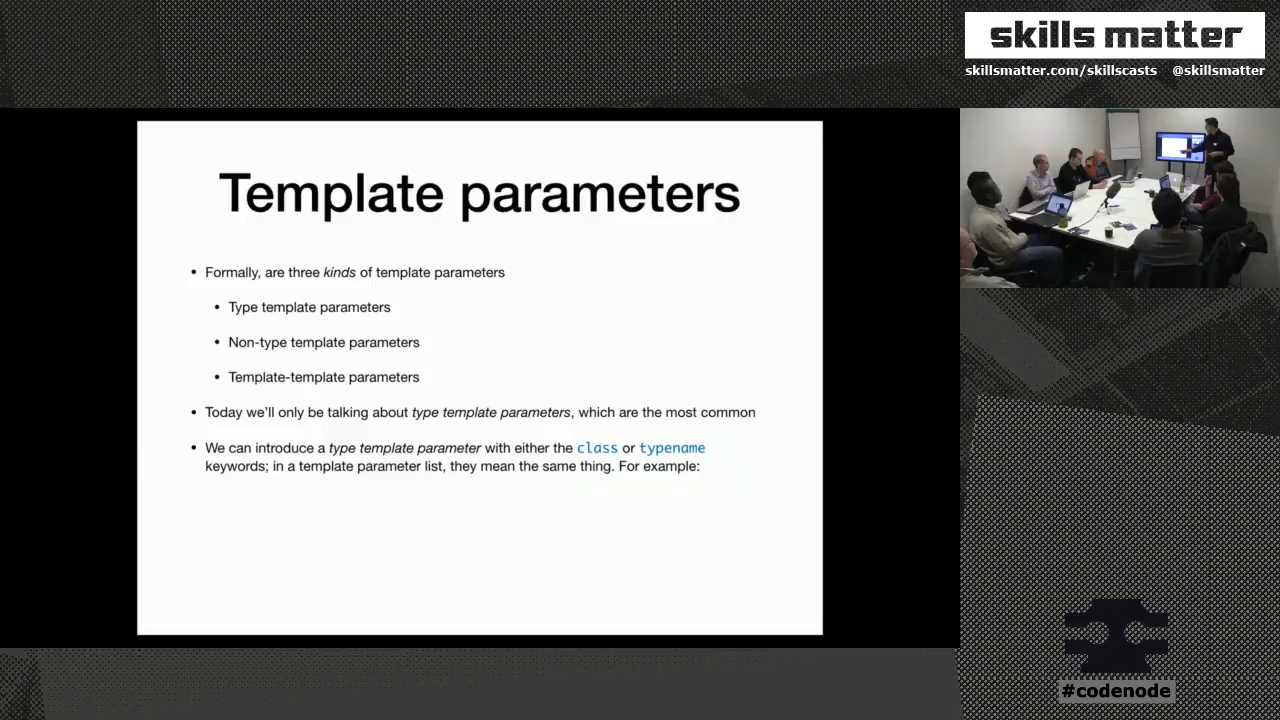 skills matter
skillsmatter.com/skillscasts @skillsmatter
Template parameters
• Formally, are three kinds of template parameters
• Type template parameters
• Non-type template parameters
• Template-template parameters
• Today we'll only be talking about type template parameters, which are the most common
• We can introduce a type template parameter with either the class or typename
keywords; in a template parameter list, they mean the same thing. For example:
#codenode